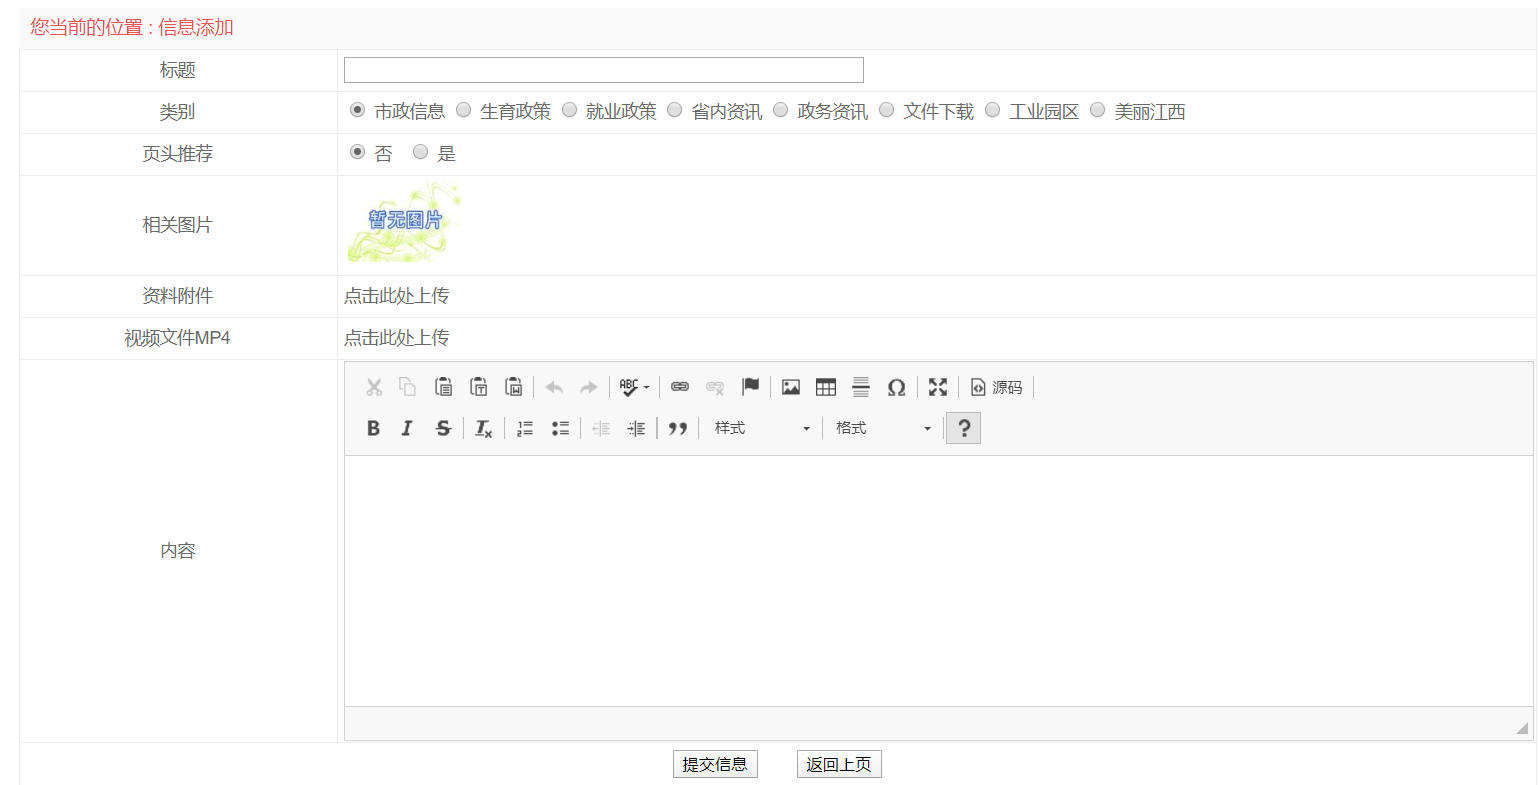 您当前的位置 : 信息添加
标题
类别 市政信息 生育政策 就业政策 省内资讯 政务资讯 文件下载 工业园区 美丽江西
页头推荐 否 是
相关图片 暂无图片
资料附件 点击此处上传
视频文件MP4 点击此处上传
ABC 源码
B I S Tx 样式 格式 ?
内容
提交信息 返回上页